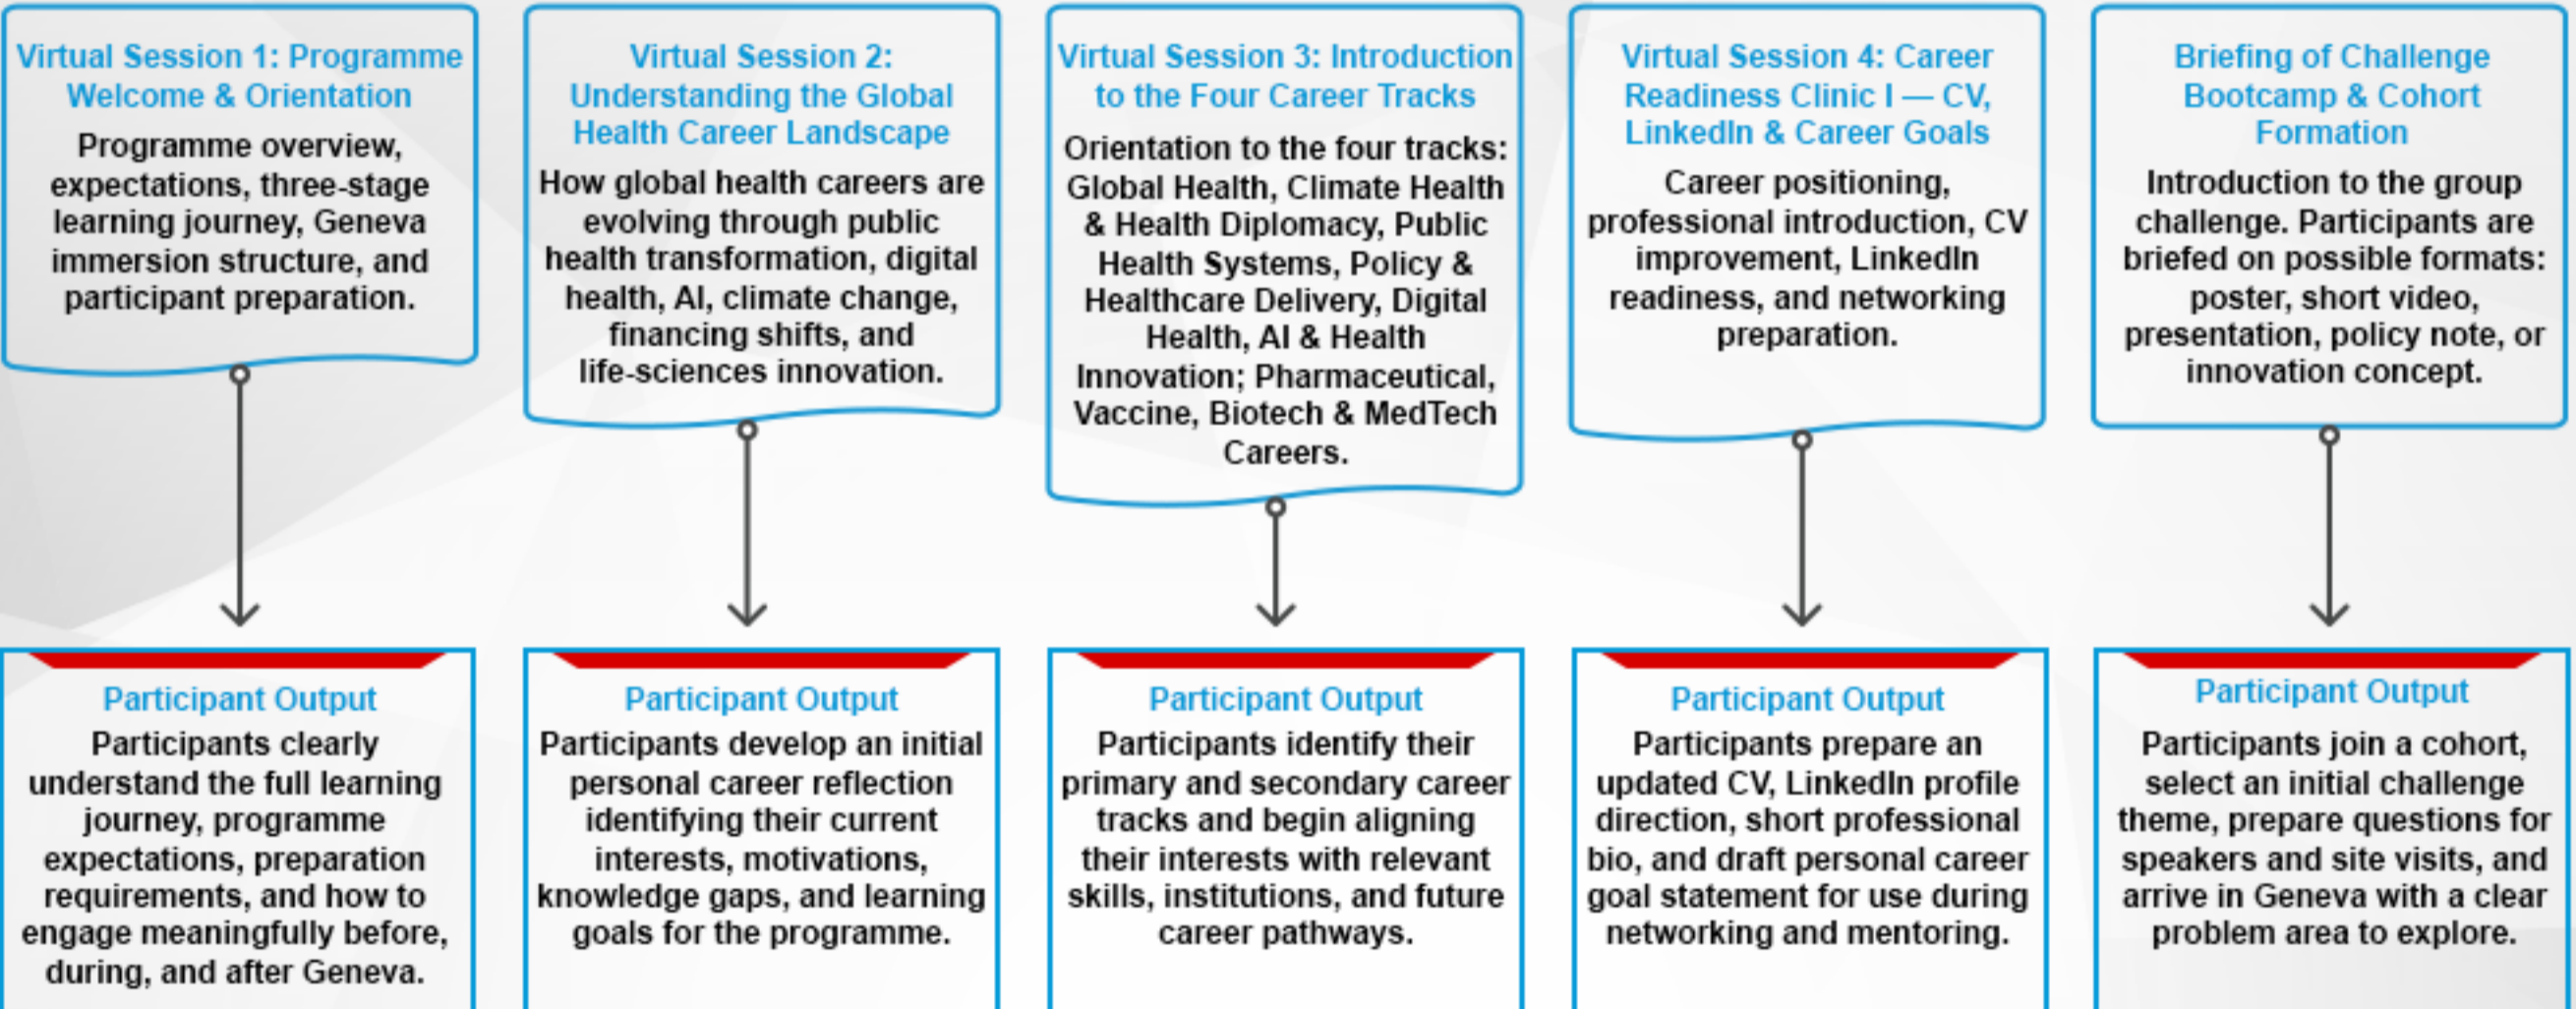 Virtual Session 1: Programme
Welcome & Orientation
Programme overview,
expectations, three-stage
learning journey, Geneva
immersion structure, and
participant preparation.
Virtual Session 2:
Understanding the Global
Health Career Landscape
How global health careers are
evolving through public
health transformation, digital
health, AI, climate change,
financing shifts, and
life-sciences innovation.
Virtual Session 3: Introduction
to the Four Career Tracks
Orientation to the four tracks:
Global Health, Climate Health
& Health Diplomacy, Public
Health Systems, Policy &
Healthcare Delivery, Digital
Health, AI & Health
Innovation; Pharmaceutical,
Vaccine, Biotech & MedTech
Careers.
Virtual Session 4: Career
Readiness Clinic I — CV,
LinkedIn & Career Goals
Career positioning,
professional introduction, CV
improvement, LinkedIn
readiness, and networking
preparation.
Briefing of Challenge
Bootcamp & Cohort
Formation
Introduction to the group
challenge. Participants are
briefed on possible formats:
poster, short video,
presentation, policy note, or
innovation concept.
Participant Output
Participants clearly
understand the full learning
journey, programme
expectations, preparation
requirements, and how to
engage meaningfully before,
during, and after Geneva.
Participant Output
Participants develop an initial
personal career reflection
identifying their current
interests, motivations,
knowledge gaps, and learning
goals for the programme.
Participant Output
Participants identify their
primary and secondary career
tracks and begin aligning
their interests with relevant
skills, institutions, and future
career pathways.
Participant Output
Participants prepare an
updated CV, LinkedIn profile
direction, short professional
bio, and draft personal career
goal statement for use during
networking and mentoring.
Participant Output
Participants join a cohort,
select an initial challenge
theme, prepare questions for
speakers and site visits, and
arrive in Geneva with a clear
problem area to explore.